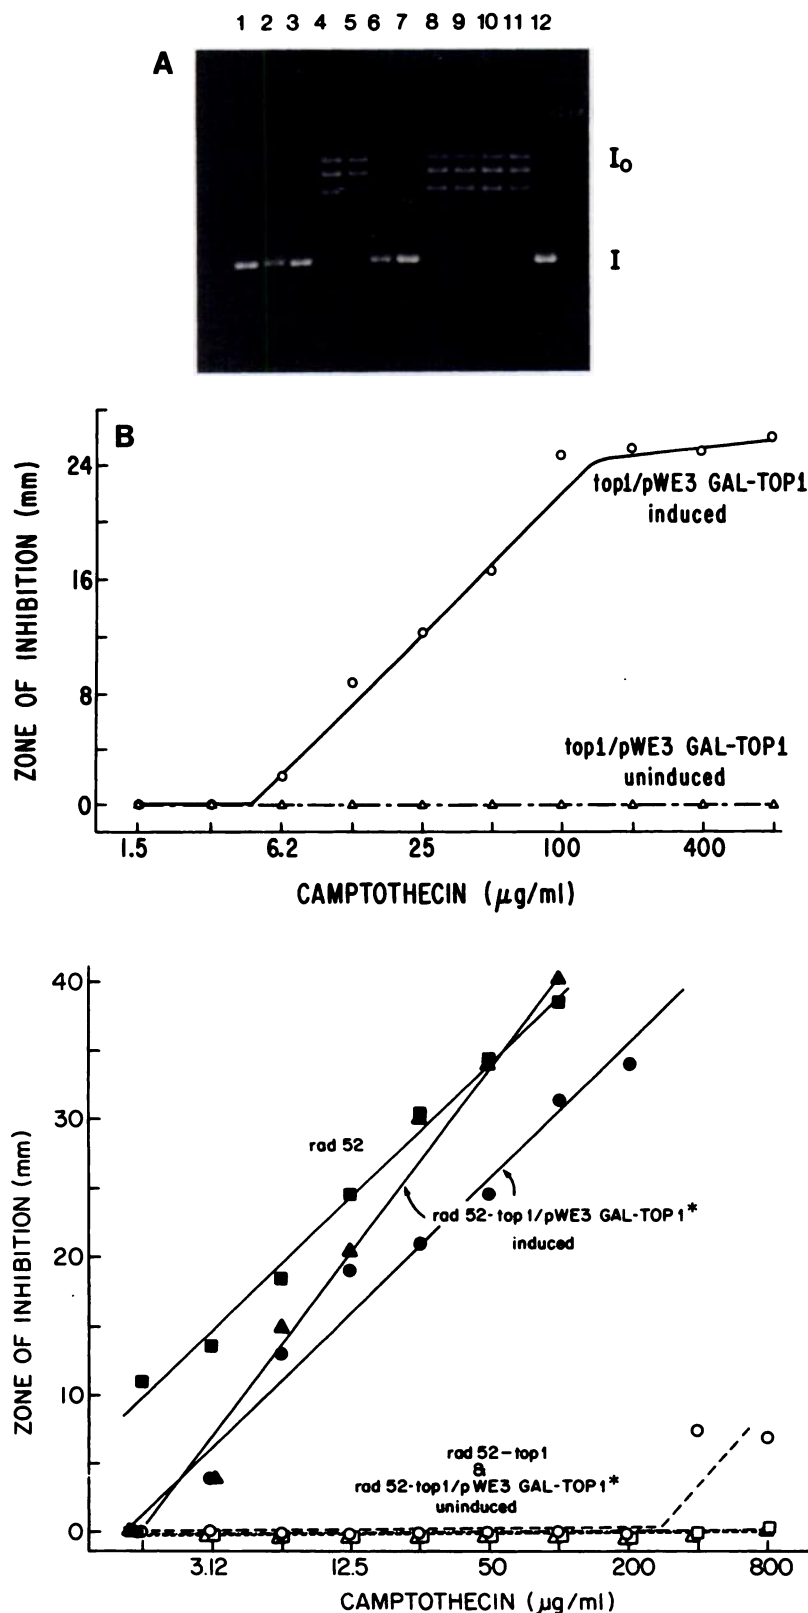 1 2 3 4 5 6 7 8 9 10 11 12
A
Io
I
B
ZONE OF INHIBITION (mm)
24
16
8
0
top1/pWE3 GAL-TOP1
induced
top1/pWE3 GAL-TOP1
uninduced
1.5 6.2 25 100 400
CAMPTOTHECIN (μg/ml)
ZONE OF INHIBITION (mm)
40
30
20
10
0
rad 52
rad 52-top1/pWE3 GAL-TOP1*
induced
rad 52-top1
&
rad 52-top1/pWE3 GAL-TOP1*
uninduced
3.12 12.5 50 200 800
CAMPTOTHECIN (μg/ml)